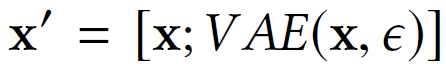 x′ = [x; VAE(x, ϵ)]